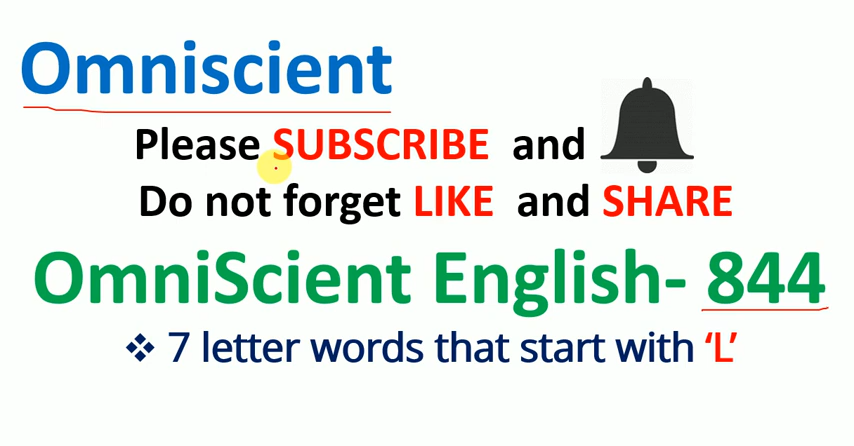 Omniscient
Please SUBSCRIBE and
Do not forget LIKE and SHARE
OmniScient English- 844
❖ 7 letter words that start with ‘L’